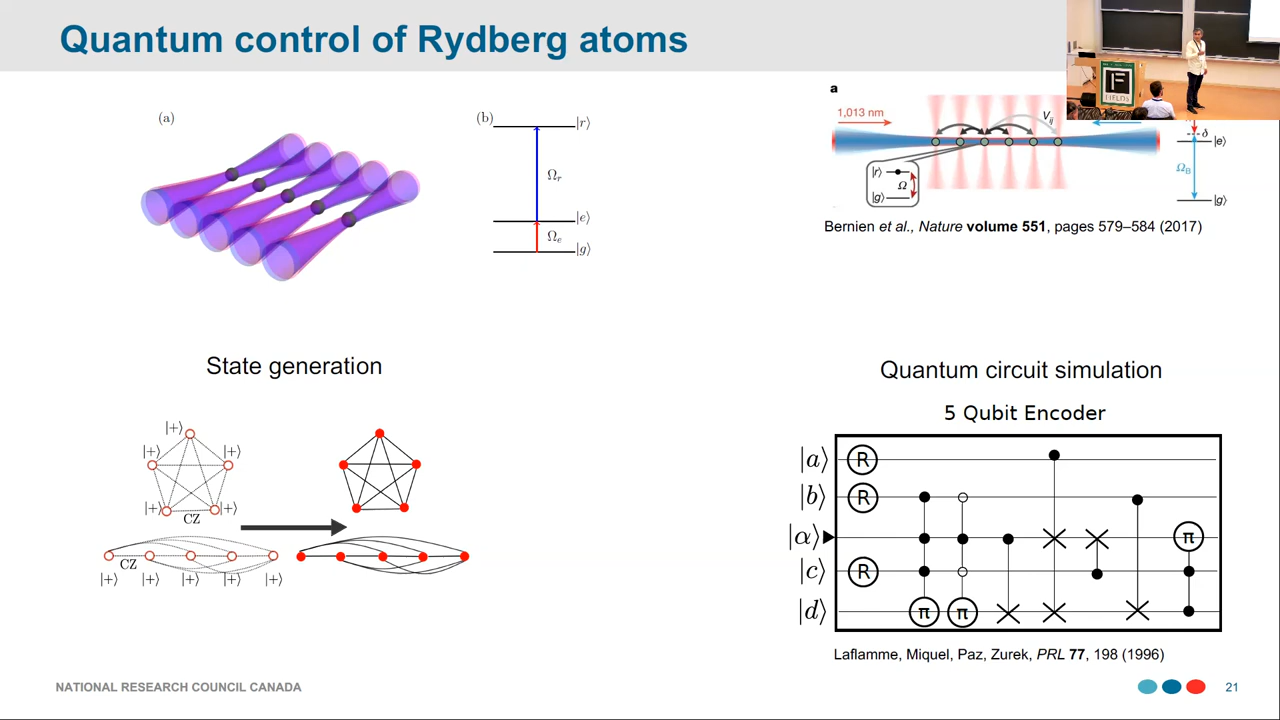 Quantum control of Rydberg atoms
(a)
(b)
|r⟩
Ω_r
|e⟩
Ω_e
|g⟩
a
1,013 nm
V_ij
δ
|e⟩
Ω_B
|g⟩
|r⟩
Ω
|g⟩
Bernien et al., Nature volume 551, pages 579–584 (2017)
State generation
|+⟩
|+⟩ |+⟩
|+⟩ |+⟩
CZ
CZ
|+⟩ |+⟩ |+⟩ |+⟩ |+⟩
Quantum circuit simulation
5 Qubit Encoder
|a⟩ R
|b⟩ R
|α⟩ π
|c⟩ R
|d⟩ π π
Laflamme, Miquel, Paz, Zurek, PRL 77, 198 (1996)
NATIONAL RESEARCH COUNCIL CANADA
21